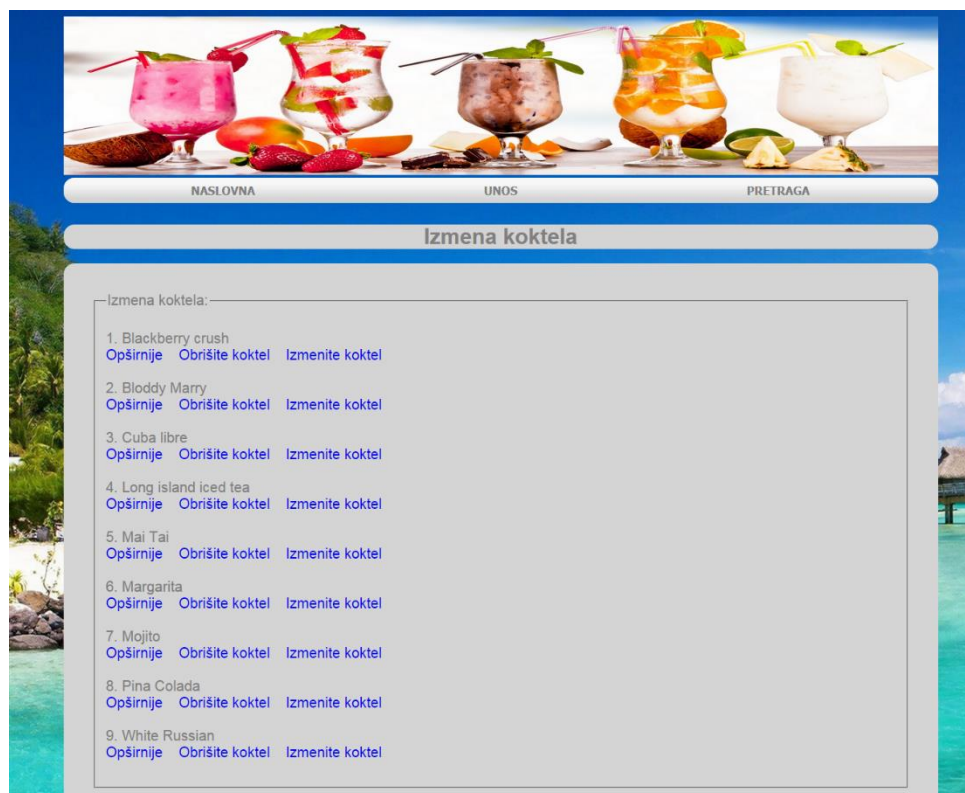 NASLOVNA UNOS PRETRAGA
Izmena koktela
Izmena koktela:
1. Blackberry crush
Opširnije Obrišite koktel Izmenite koktel
2. Bloddy Marry
Opširnije Obrišite koktel Izmenite koktel
3. Cuba libre
Opširnije Obrišite koktel Izmenite koktel
4. Long island iced tea
Opširnije Obrišite koktel Izmenite koktel
5. Mai Tai
Opširnije Obrišite koktel Izmenite koktel
6. Margarita
Opširnije Obrišite koktel Izmenite koktel
7. Mojito
Opširnije Obrišite koktel Izmenite koktel
8. Pina Colada
Opširnije Obrišite koktel Izmenite koktel
9. White Russian
Opširnije Obrišite koktel Izmenite koktel